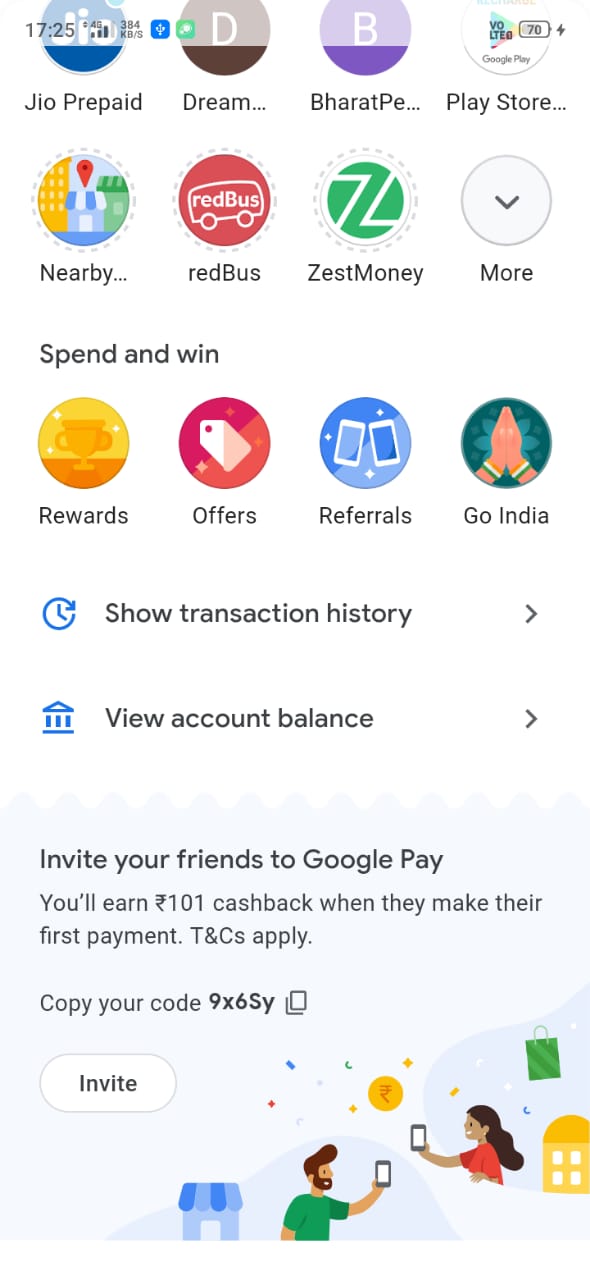 17:25 4G 384 KB/S VO LTE 70
Jio
D
B
Google Play
Jio Prepaid Dream... BharatPe... Play Store...
redBus
Nearby... redBus ZestMoney More
Spend and win
Rewards Offers Referrals Go India
Show transaction history
View account balance
Invite your friends to Google Pay
You'll earn ₹101 cashback when they make their
first payment. T&Cs apply.
Copy your code 9x6Sy
Invite
₹